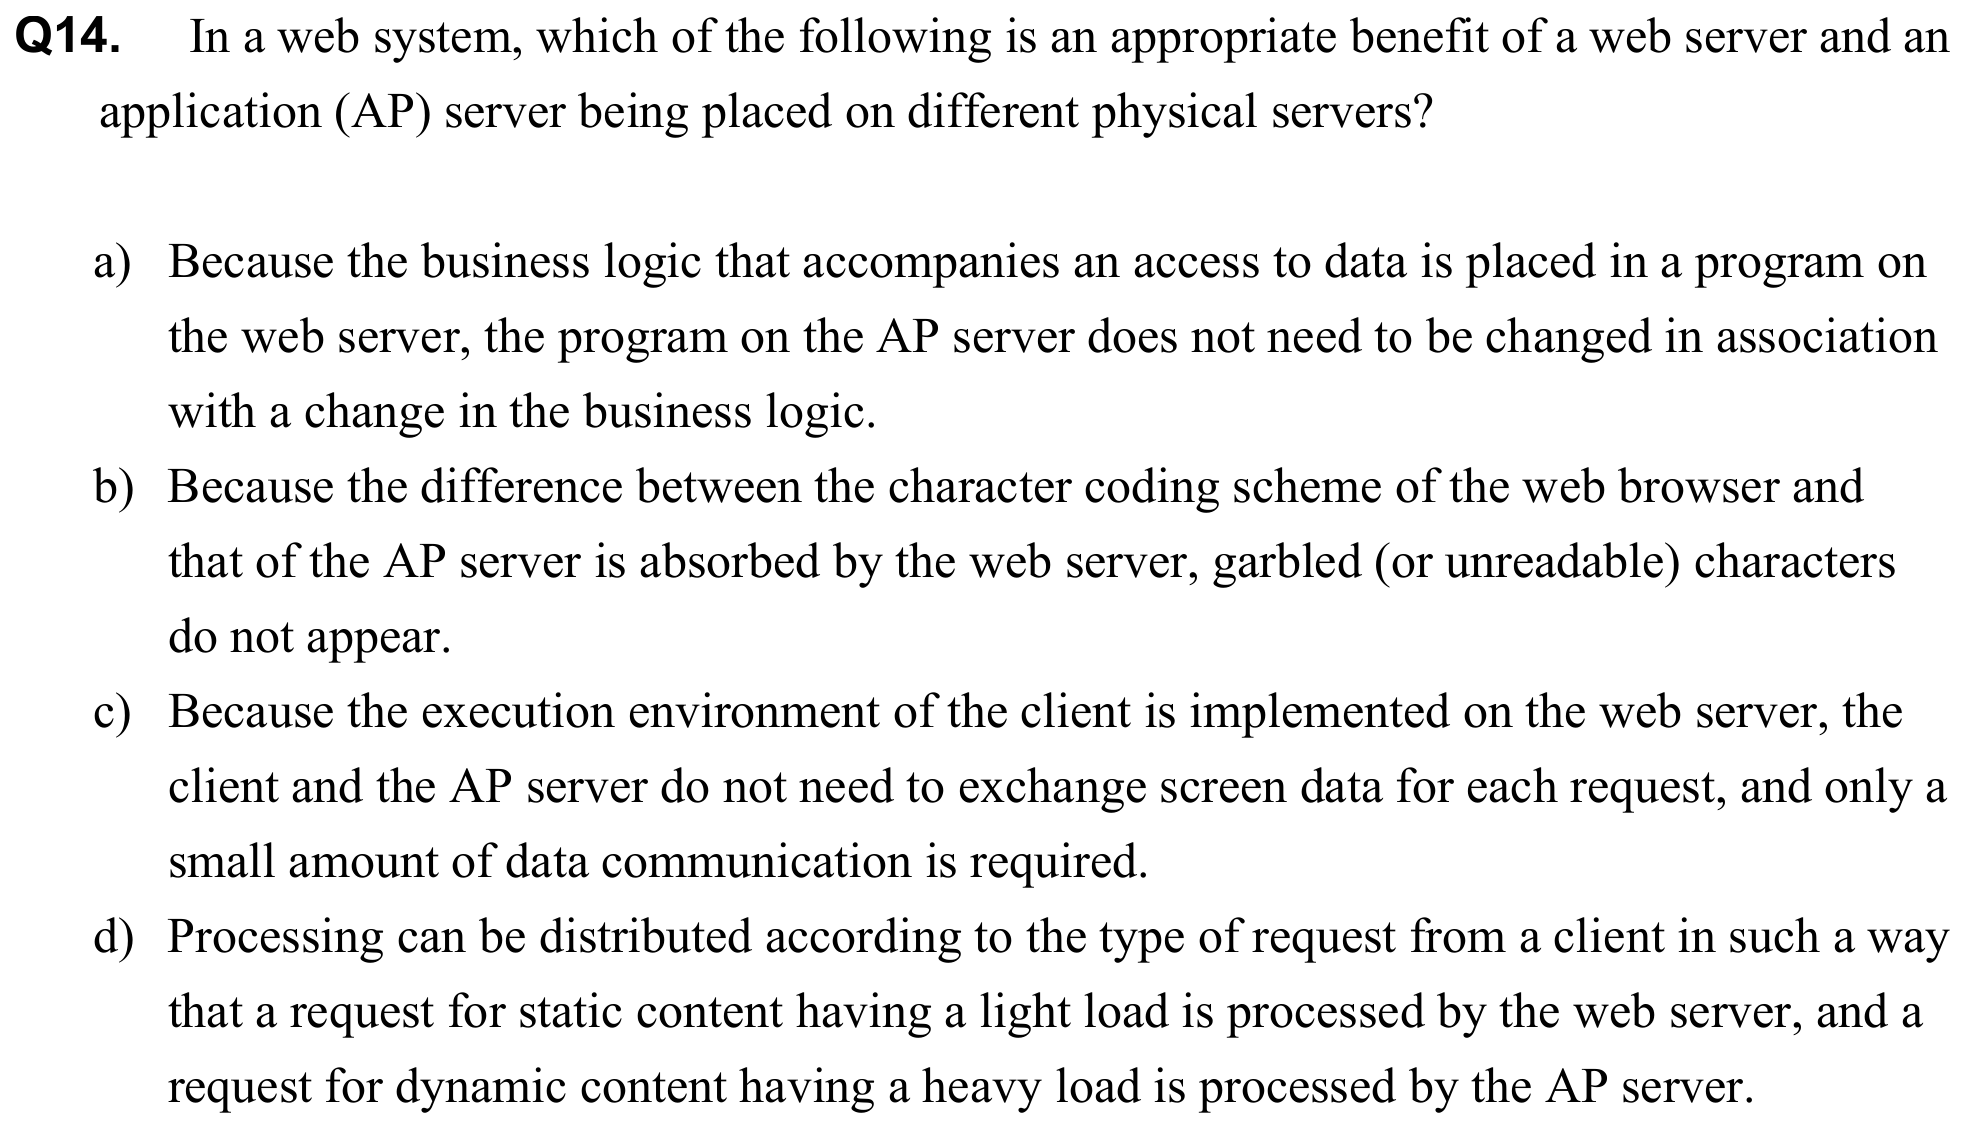 Q14. In a web system, which of the following is an appropriate benefit of a web server and an
application (AP) server being placed on different physical servers?
a) Because the business logic that accompanies an access to data is placed in a program on
the web server, the program on the AP server does not need to be changed in association
with a change in the business logic.
b) Because the difference between the character coding scheme of the web browser and
that of the AP server is absorbed by the web server, garbled (or unreadable) characters
do not appear.
c) Because the execution environment of the client is implemented on the web server, the
client and the AP server do not need to exchange screen data for each request, and only a
small amount of data communication is required.
d) Processing can be distributed according to the type of request from a client in such a way
that a request for static content having a light load is processed by the web server, and a
request for dynamic content having a heavy load is processed by the AP server.